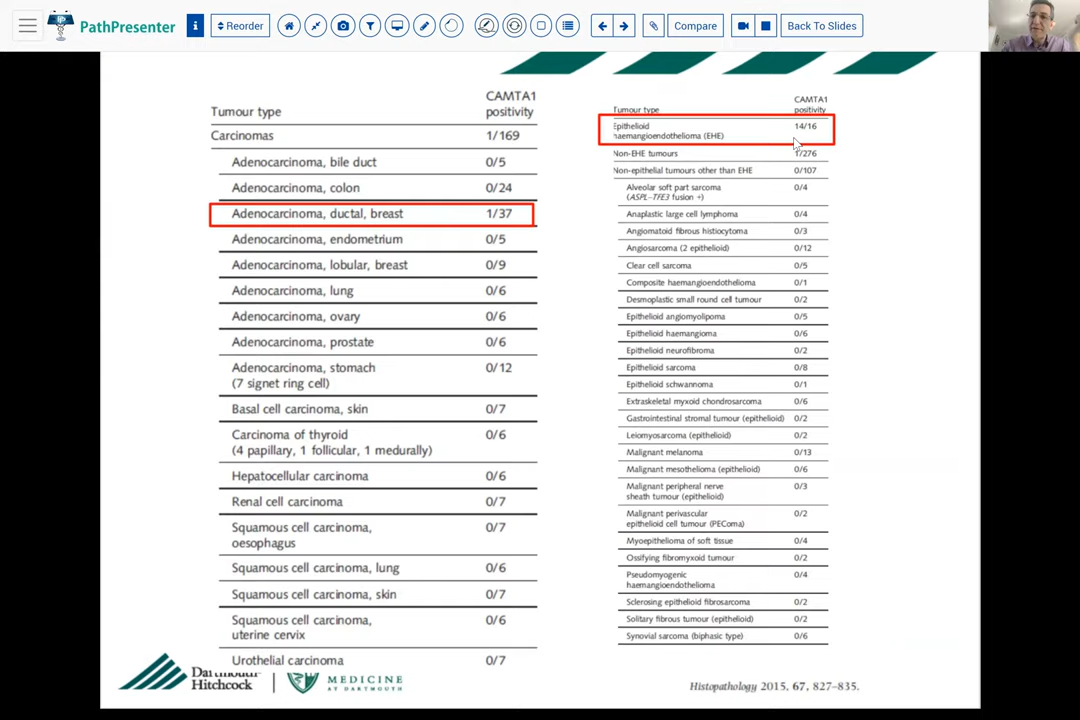 PathPresenter
i
Reorder
Compare
Back To Slides
Tumour type
CAMTA1
positivity
Carcinomas 1/169
Adenocarcinoma, bile duct 0/5
Adenocarcinoma, colon 0/24
Adenocarcinoma, ductal, breast 1/37
Adenocarcinoma, endometrium 0/5
Adenocarcinoma, lobular, breast 0/9
Adenocarcinoma, lung 0/6
Adenocarcinoma, ovary 0/6
Adenocarcinoma, prostate 0/6
Adenocarcinoma, stomach 0/12
(7 signet ring cell)
Basal cell carcinoma, skin 0/7
Carcinoma of thyroid 0/6
(4 papillary, 1 follicular, 1 medurally)
Hepatocellular carcinoma 0/6
Renal cell carcinoma 0/7
Squamous cell carcinoma, 0/7
oesophagus
Squamous cell carcinoma, lung 0/6
Squamous cell carcinoma, skin 0/7
Squamous cell carcinoma, 0/6
uterine cervix
Urothelial carcinoma 0/7
CAMTA1
Tumour type positivity
Epithelioid 14/16
haemangioendothelioma (EHE)
Non-EHE tumours 1/276
Non-epithelial tumours other than EHE 0/107
Alveolar soft part sarcoma 0/4
(ASPL–TFE3 fusion +)
Anaplastic large cell lymphoma 0/4
Angiomatoid fibrous histiocytoma 0/3
Angiosarcoma (2 epithelioid) 0/12
Clear cell sarcoma 0/5
Composite haemangioendothelioma 0/1
Desmoplastic small round cell tumour 0/2
Epithelioid angiomyolipoma 0/5
Epithelioid haemangioma 0/6
Epithelioid neurofibroma 0/2
Epithelioid sarcoma 0/8
Epithelioid schwannoma 0/1
Extraskeletal myxoid chondrosarcoma 0/6
Gastrointestinal stromal tumour (epithelioid) 0/2
Leiomyosarcoma (epithelioid) 0/2
Malignant melanoma 0/13
Malignant mesothelioma (epithelioid) 0/6
Malignant peripheral nerve 0/3
sheath tumour (epithelioid)
Malignant perivascular 0/2
epithelioid cell tumour (PEComa)
Myoepithelioma of soft tissue 0/4
Ossifying fibromyxoid tumour 0/2
Pseudomyogenic 0/4
haemangioendothelioma
Sclerosing epithelioid fibrosarcoma 0/2
Solitary fibrous tumour (epithelioid) 0/2
Synovial sarcoma (biphasic type) 0/6
Dartmouth-
Hitchcock
MEDICINE
AT DARTMOUTH
Histopathology 2015, 67, 827–835.